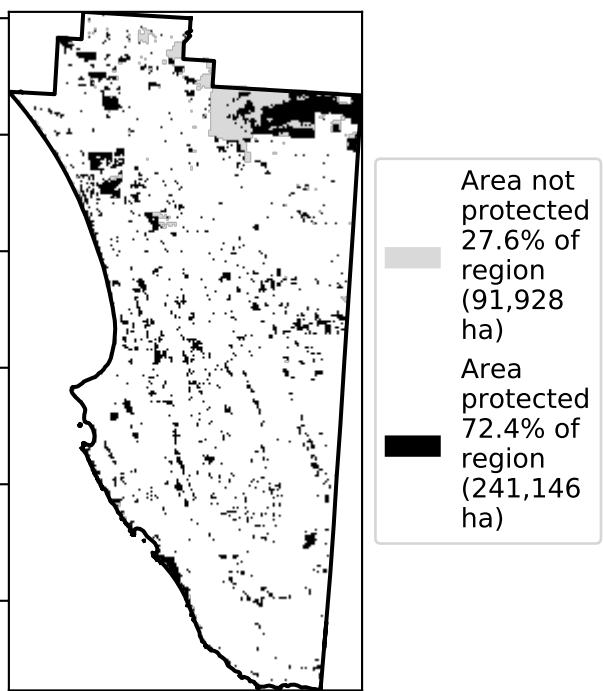 Area not
protected
27.6% of
region
(91,928
ha)
Area
protected
72.4% of
region
(241,146
ha)